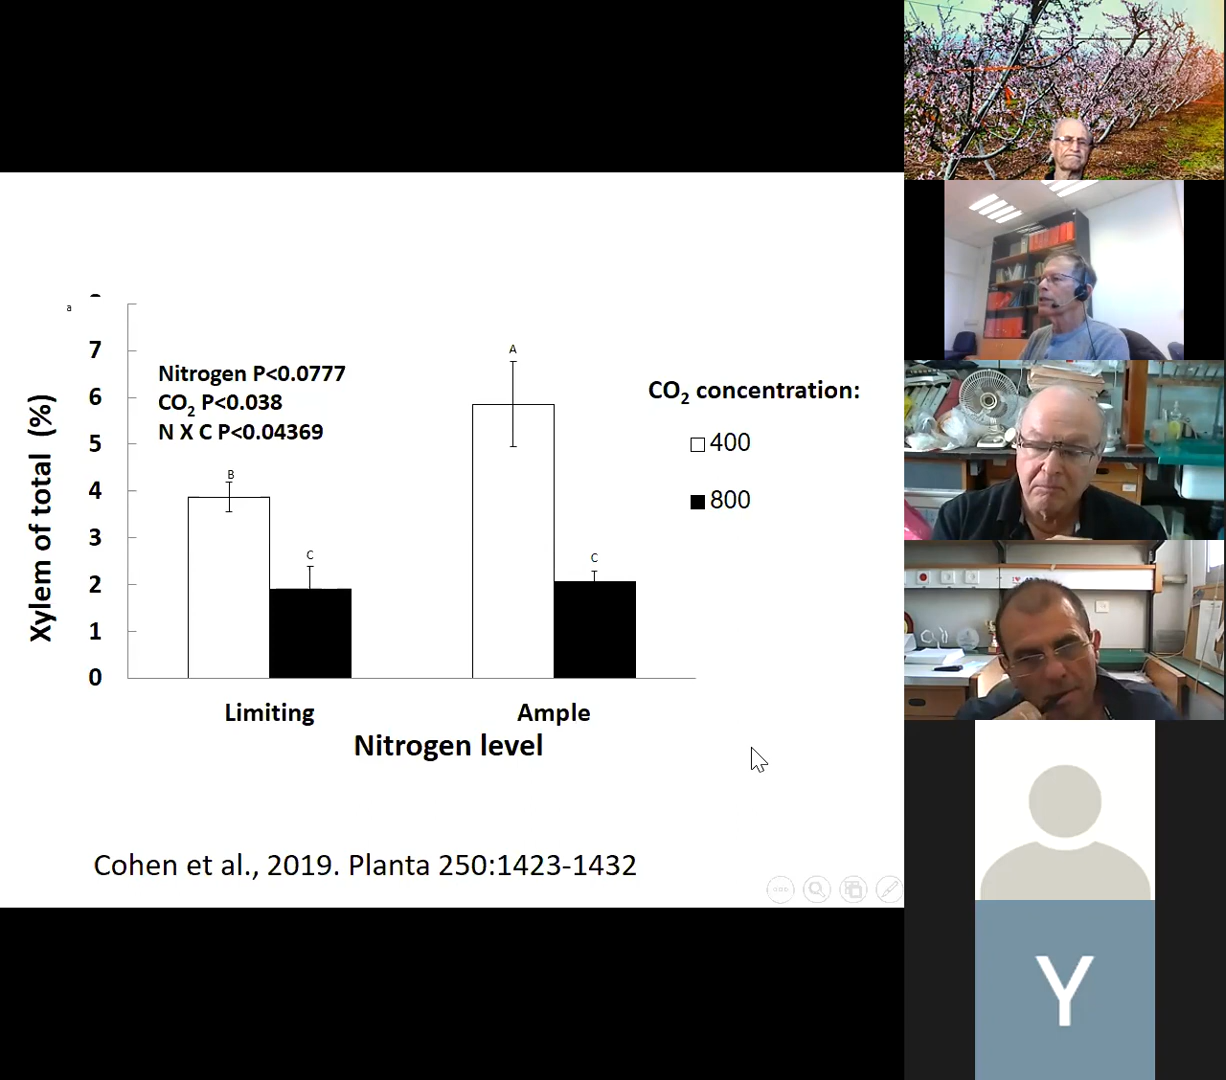 a
8
7
6
5
4
3
2
1
0
Xylem of total (%)
Nitrogen P<0.0777
CO2 P<0.038
N X C P<0.04369
B
C
A
C
CO2 concentration:
400
800
Limiting
Ample
Nitrogen level
Cohen et al., 2019. Planta 250:1423-1432
Y